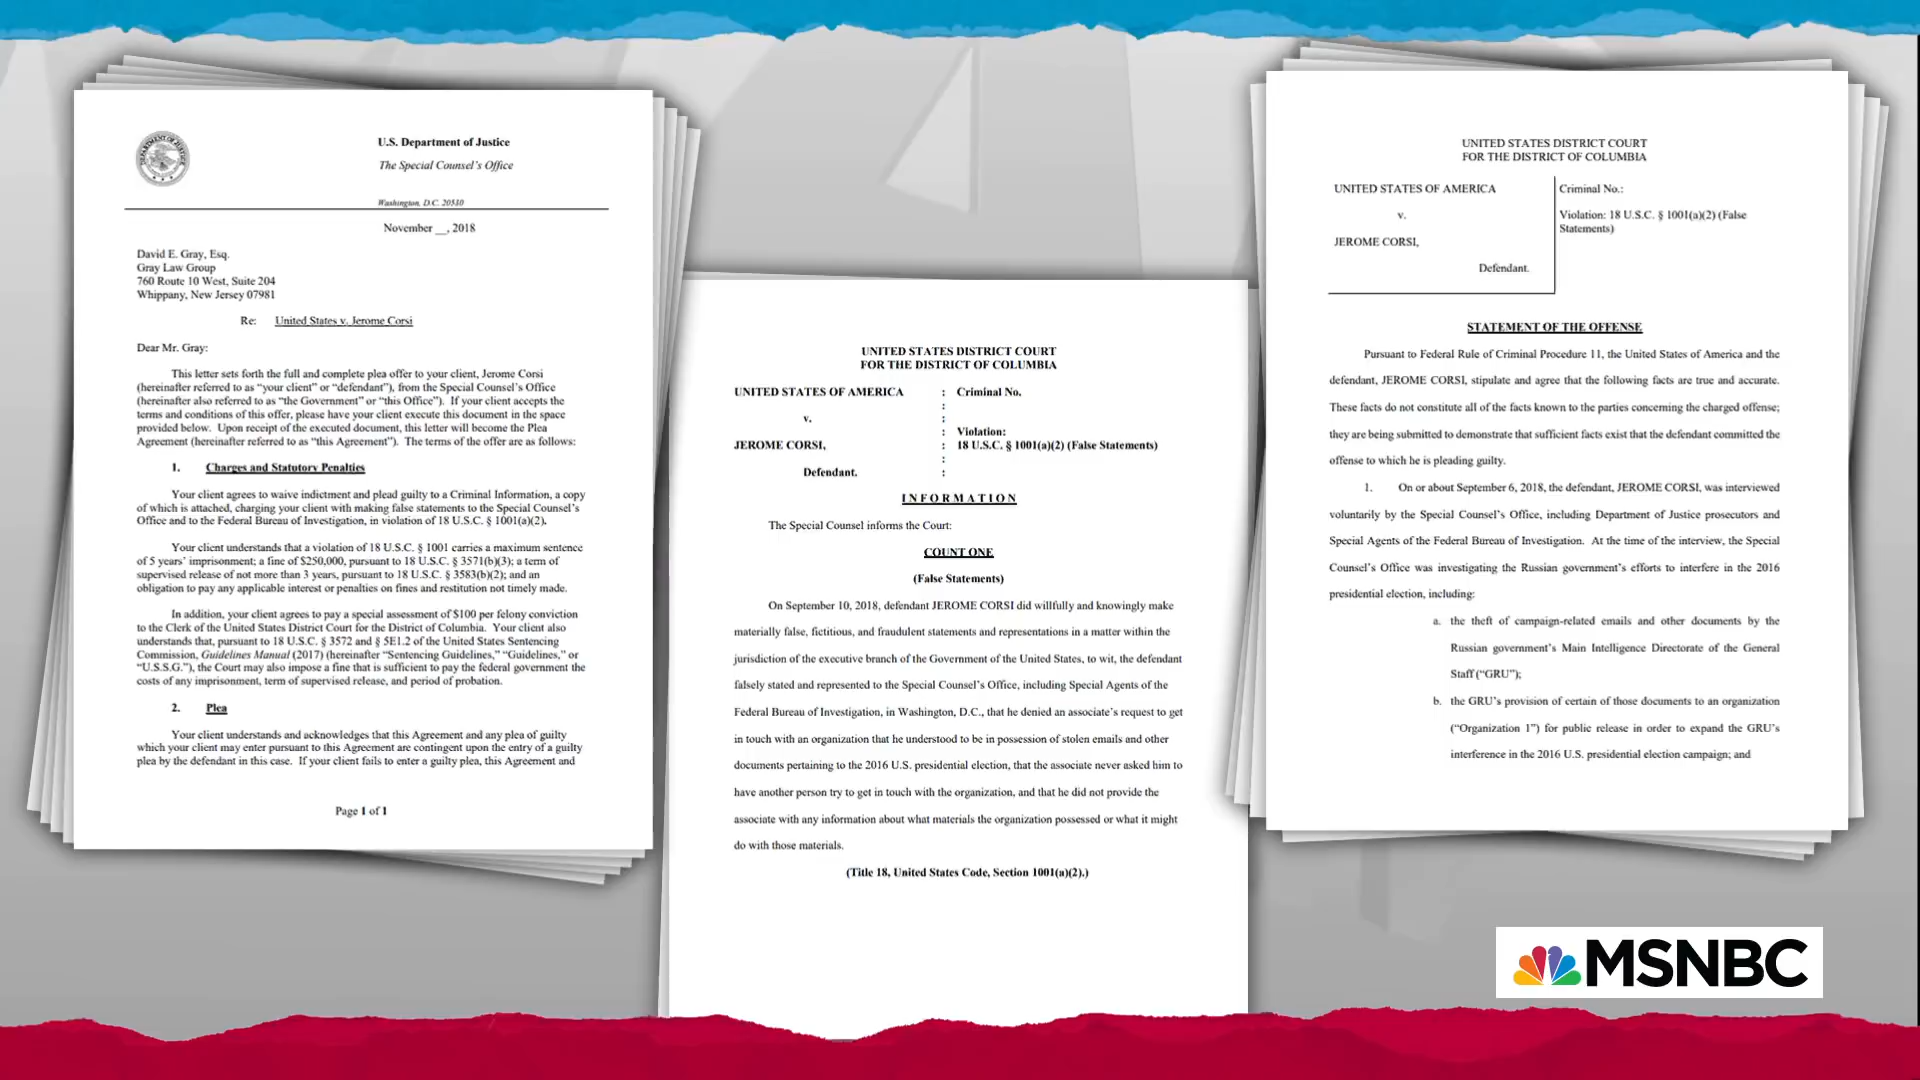 U.S. Department of Justice
The Special Counsel's Office
Washington, D.C. 20530
November __, 2018
David E. Gray, Esq.
Gray Law Group
760 Route 10 West, Suite 204
Whippany, New Jersey 07981
Re: United States v. Jerome Corsi
Dear Mr. Gray:
This letter sets forth the full and complete plea offer to your client, Jerome Corsi
(hereinafter referred to as “your client” or “defendant”), from the Special Counsel's Office
(hereinafter also referred to as “the Government” or “this Office”). If your client accepts the
terms and conditions of this offer, please have your client execute this document in the space
provided below. Upon receipt of the executed document, this letter will become the Plea
Agreement (hereinafter referred to as “this Agreement”). The terms of the offer are as follows:
1. Charges and Statutory Penalties
Your client agrees to waive indictment and plead guilty to a Criminal Information, a copy
of which is attached, charging your client with making false statements to the Special Counsel's
Office and to the Federal Bureau of Investigation, in violation of 18 U.S.C. § 1001(a)(2).
Your client understands that a violation of 18 U.S.C. § 1001 carries a maximum sentence
of 5 years' imprisonment; a fine of $250,000, pursuant to 18 U.S.C. § 3571(b)(3); a term of
supervised release of not more than 3 years, pursuant to 18 U.S.C. § 3583(b)(2); and an
obligation to pay any applicable interest or penalties on fines and restitution not timely made.
In addition, your client agrees to pay a special assessment of $100 per felony conviction
to the Clerk of the United States District Court for the District of Columbia. Your client also
understands that, pursuant to 18 U.S.C. § 3572 and § 5E1.2 of the United States Sentencing
Commission, Guidelines Manual (2017) (hereinafter “Sentencing Guidelines,” “Guidelines,” or
“U.S.S.G.”), the Court may also impose a fine that is sufficient to pay the federal government the
costs of any imprisonment, term of supervised release, and period of probation.
2. Plea
Your client understands and acknowledges that this Agreement and any plea of guilty
which your client may enter pursuant to this Agreement are contingent upon the entry of a guilty
plea by the defendant in this case. If your client fails to enter a guilty plea, this Agreement and
Page 1 of 1
UNITED STATES DISTRICT COURT
FOR THE DISTRICT OF COLUMBIA
UNITED STATES OF AMERICA : Criminal No.
:
v. :
: Violation:
JEROME CORSI, : 18 U.S.C. § 1001(a)(2) (False Statements)
:
Defendant. :
INFORMATION
The Special Counsel informs the Court:
COUNT ONE
(False Statements)
On September 10, 2018, defendant JEROME CORSI did willfully and knowingly make
materially false, fictitious, and fraudulent statements and representations in a matter within the
jurisdiction of the executive branch of the Government of the United States, to wit, the defendant
falsely stated and represented to the Special Counsel's Office, including Special Agents of the
Federal Bureau of Investigation, in Washington, D.C., that he denied an associate's request to get
in touch with an organization that he understood to be in possession of stolen emails and other
documents pertaining to the 2016 U.S. presidential election, that the associate never asked him to
have another person try to get in touch with the organization, and that he did not provide the
associate with any information about what materials the organization possessed or what it might
do with those materials.
(Title 18, United States Code, Section 1001(a)(2).)
UNITED STATES DISTRICT COURT
FOR THE DISTRICT OF COLUMBIA
UNITED STATES OF AMERICA
v.
JEROME CORSI,
Defendant.
Criminal No.:
Violation: 18 U.S.C. § 1001(a)(2) (False
Statements)
STATEMENT OF THE OFFENSE
Pursuant to Federal Rule of Criminal Procedure 11, the United States of America and the
defendant, JEROME CORSI, stipulate and agree that the following facts are true and accurate.
These facts do not constitute all of the facts known to the parties concerning the charged offense;
they are being submitted to demonstrate that sufficient facts exist that the defendant committed the
offense to which he is pleading guilty.
1. On or about September 6, 2018, the defendant, JEROME CORSI, was interviewed
voluntarily by the Special Counsel's Office, including Department of Justice prosecutors and
Special Agents of the Federal Bureau of Investigation. At the time of the interview, the Special
Counsel's Office was investigating the Russian government's efforts to interfere in the 2016
presidential election, including:
a. the theft of campaign-related emails and other documents by the
Russian government's Main Intelligence Directorate of the General
Staff (“GRU”);
b. the GRU's provision of certain of those documents to an organization
(“Organization 1”) for public release in order to expand the GRU's
interference in the 2016 U.S. presidential election campaign; and
MSNBC